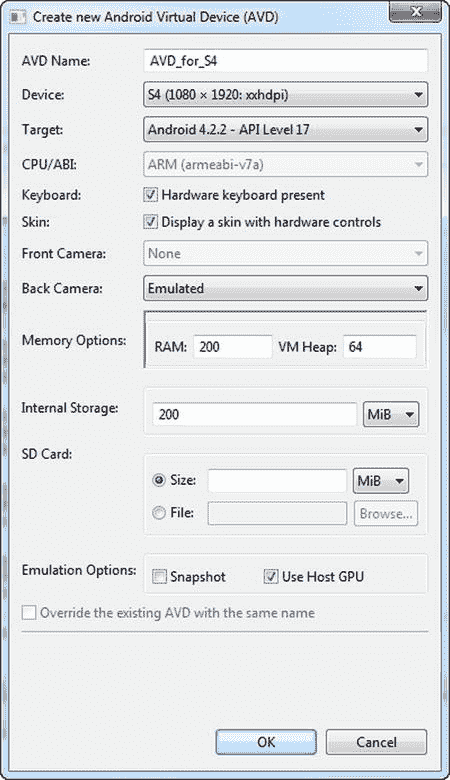 Create new Android Virtual Device (AVD)
AVD Name: AVD_for_S4
Device: S4 (1080 × 1920: xxhdpi)
Target: Android 4.2.2 - API Level 17
CPU/ABI: ARM (armeabi-v7a)
Keyboard: Hardware keyboard present
Skin: Display a skin with hardware controls
Front Camera: None
Back Camera: Emulated
Memory Options: RAM: 200 VM Heap: 64
Internal Storage: 200 MiB
SD Card:
Size: MiB
File: Browse...
Emulation Options: Snapshot Use Host GPU
Override the existing AVD with the same name
OK Cancel